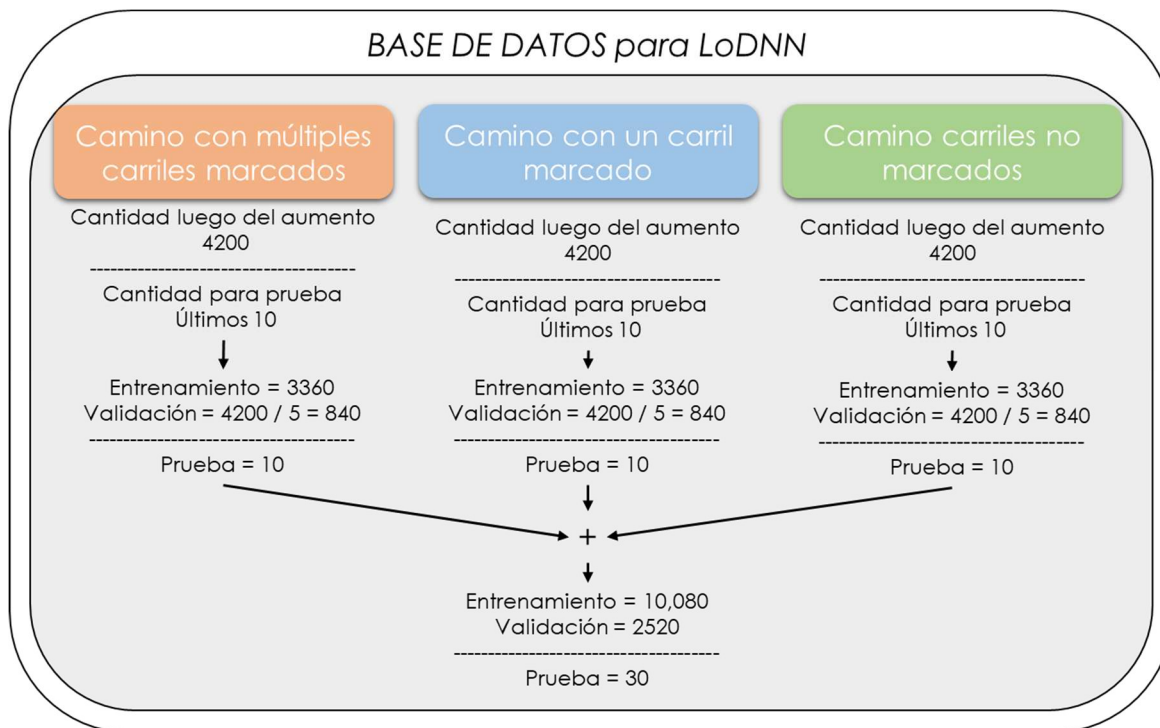 BASE DE DATOS para LoDNN
Camino con múltiples
carriles marcados
Cantidad luego del aumento
4200
---------------------------------------
Cantidad para prueba
Últimos 10
Entrenamiento = 3360
Validación = 4200 / 5 = 840
---------------------------------------
Prueba = 10
Camino con un carril
marcado
Cantidad luego del aumento
4200
---------------------------------------
Cantidad para prueba
Últimos 10
Entrenamiento = 3360
Validación = 4200 / 5 = 840
---------------------------------------
Prueba = 10
Camino carriles no
marcados
Cantidad luego del aumento
4200
---------------------------------------
Cantidad para prueba
Últimos 10
Entrenamiento = 3360
Validación = 4200 / 5 = 840
---------------------------------------
Prueba = 10
+
Entrenamiento = 10,080
Validación = 2520
---------------------------------------
Prueba = 30